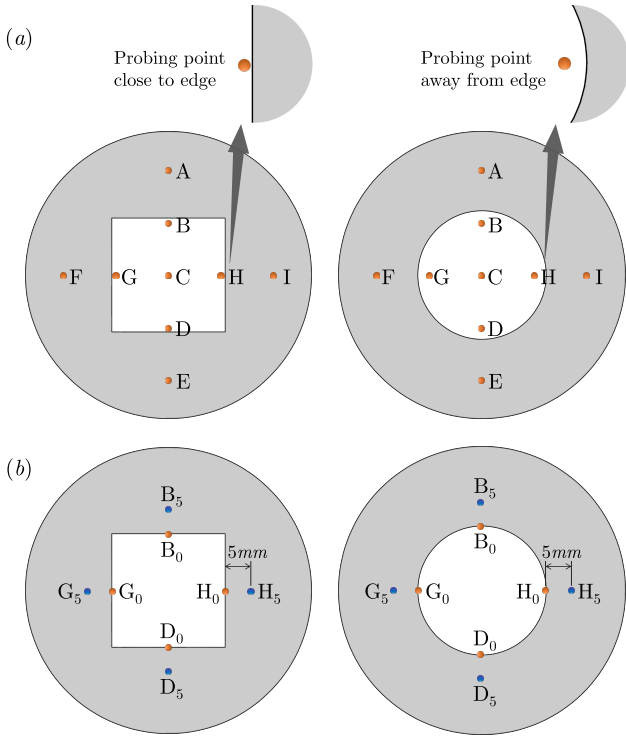 (a)
Probing point
close to edge
Probing point
away from edge
A
B
F G C H I
D
E
A
B
F G C H I
D
E
(b)
B5
B0
5mm
G5 G0 H0 H5
D0
D5
B5
B0
5mm
G5 G0 H0 H5
D0
D5